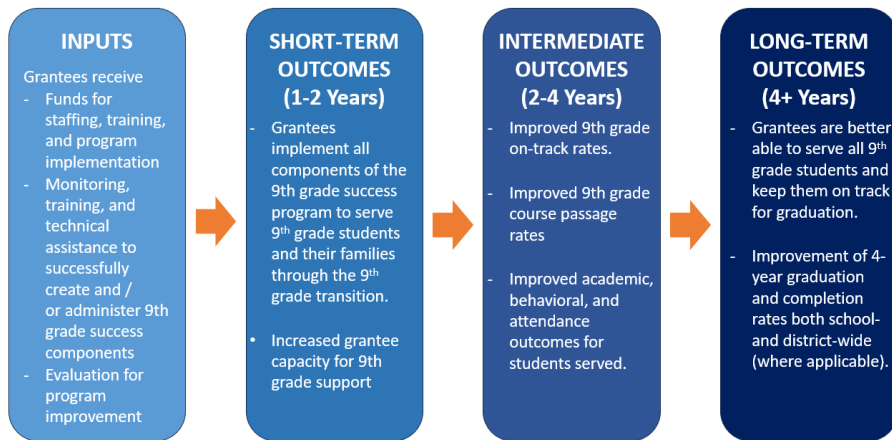 INPUTS
Grantees receive
- Funds for
staffing, training,
and program
implementation
- Monitoring,
training, and
technical
assistance to
successfully
create and /
or administer 9th
grade success
components
- Evaluation for
program
improvement
SHORT-TERM
OUTCOMES
(1-2 Years)
- Grantees
implement all
components of the
9th grade success
program to serve
9th grade students
and their families
through the 9th
grade transition.
• Increased grantee
capacity for 9th
grade support
INTERMEDIATE
OUTCOMES
(2-4 Years)
- Improved 9th grade
on-track rates.
- Improved 9th grade
course passage
rates
- Improved academic,
behavioral, and
attendance
outcomes for
students served.
LONG-TERM
OUTCOMES
(4+ Years)
- Grantees are better
able to serve all 9th
grade students and
keep them on track
for graduation.
- Improvement of 4-
year graduation
and completion
rates both school-
and district-wide
(where applicable).